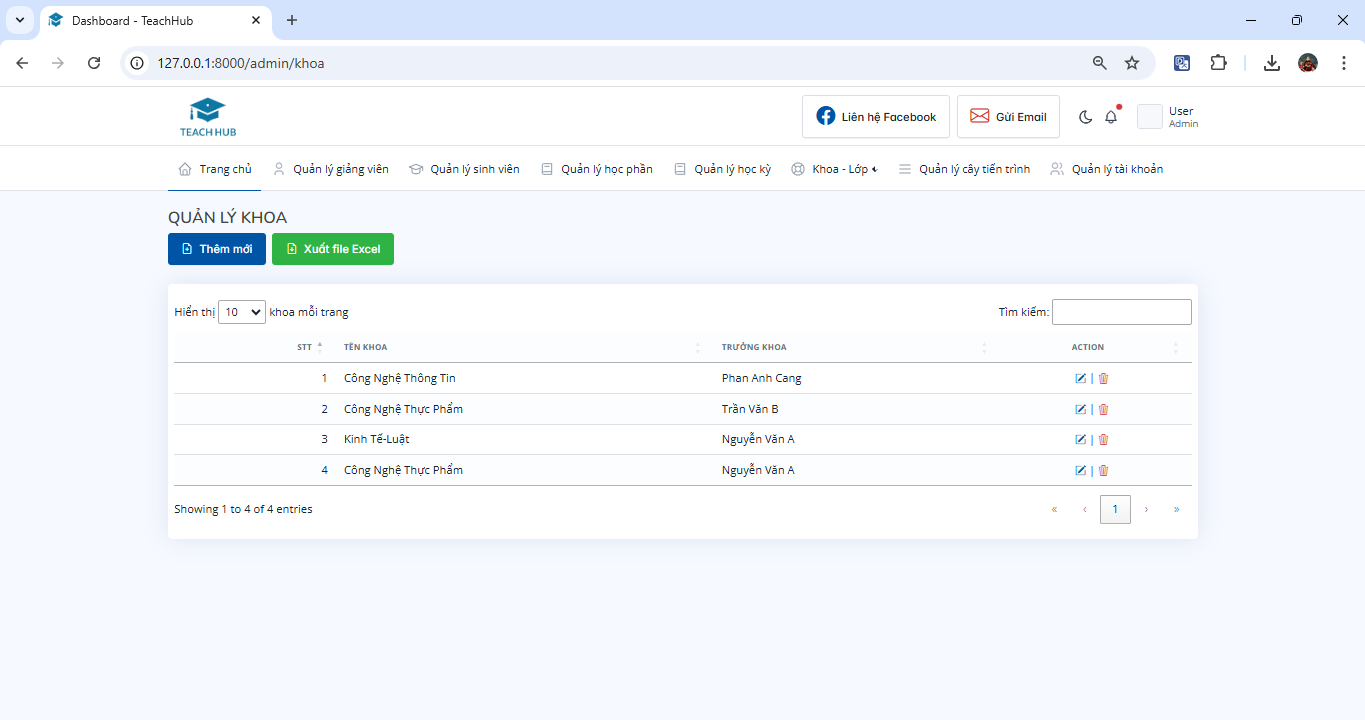 Dashboard - TeachHub
127.0.0.1:8000/admin/khoa
TEACH HUB
Liên hệ Facebook
Gửi Email
User
Admin
Trang chủ
Quản lý giảng viên
Quản lý sinh viên
Quản lý học phần
Quản lý học kỳ
Khoa - Lớp
Quản lý cây tiến trình
Quản lý tài khoản
QUẢN LÝ KHOA
Thêm mới
Xuất file Excel
Hiển thị 10 khoa mỗi trang
Tìm kiếm:
STT TÊN KHOA TRƯỞNG KHOA ACTION
1 Công Nghệ Thông Tin Phan Anh Cang |
2 Công Nghệ Thực Phẩm Trần Văn B |
3 Kinh Tế-Luật Nguyễn Văn A |
4 Công Nghệ Thực Phẩm Nguyễn Văn A |
Showing 1 to 4 of 4 entries
« ‹ 1 › »